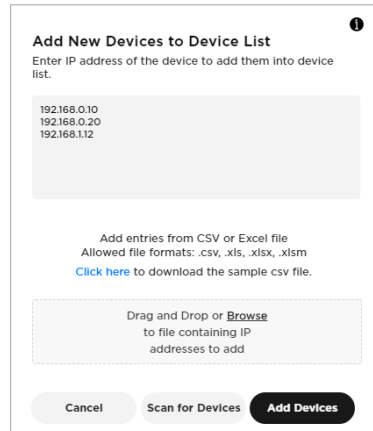 Add New Devices to Device List
Enter IP address of the device to add them into device
list.
192.168.0.10
192.168.0.20
192.168.1.12
Add entries from CSV or Excel file
Allowed file formats: .csv, .xls, .xlsx, .xlsm
Click here to download the sample csv file.
Drag and Drop or Browse
to file containing IP
addresses to add
Cancel Scan for Devices Add Devices